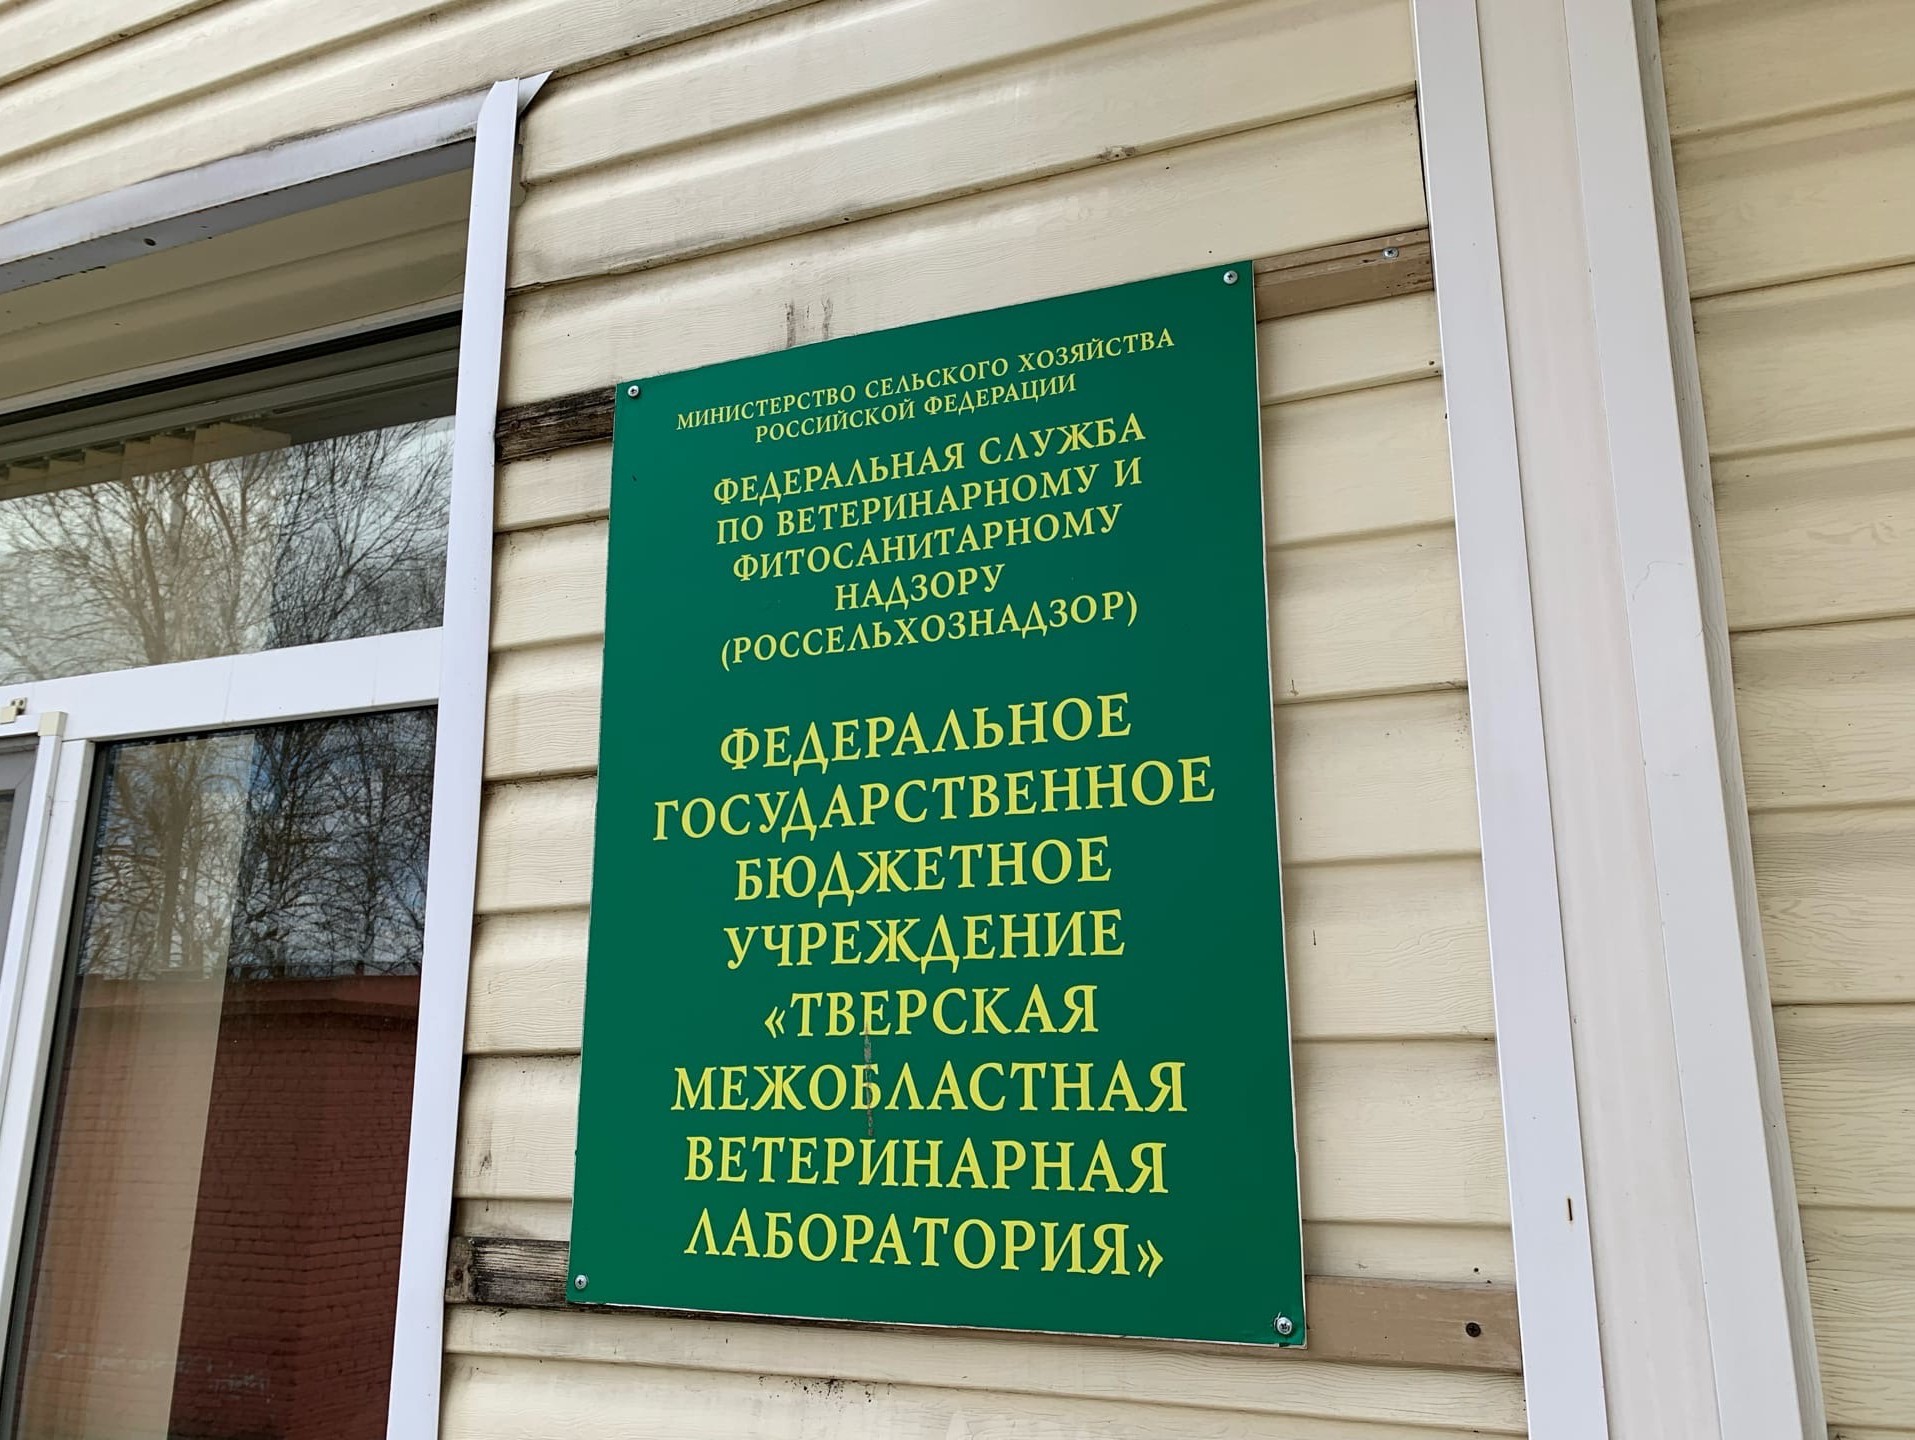 МИНИСТЕРСТВО СЕЛЬСКОГО ХОЗЯЙСТВА
РОССИЙСКОЙ ФЕДЕРАЦИИ
ФЕДЕРАЛЬНАЯ СЛУЖБА
ПО ВЕТЕРИНАРНОМУ И
ФИТОСАНИТАРНОМУ
НАДЗОРУ
(РОССЕЛЬХОЗНАДЗОР)
ФЕДЕРАЛЬНОЕ
ГОСУДАРСТВЕННОЕ
БЮДЖЕТНОЕ
УЧРЕЖДЕНИЕ
«ТВЕРСКАЯ
МЕЖОБЛАСТНАЯ
ВЕТЕРИНАРНАЯ
ЛАБОРАТОРИЯ»